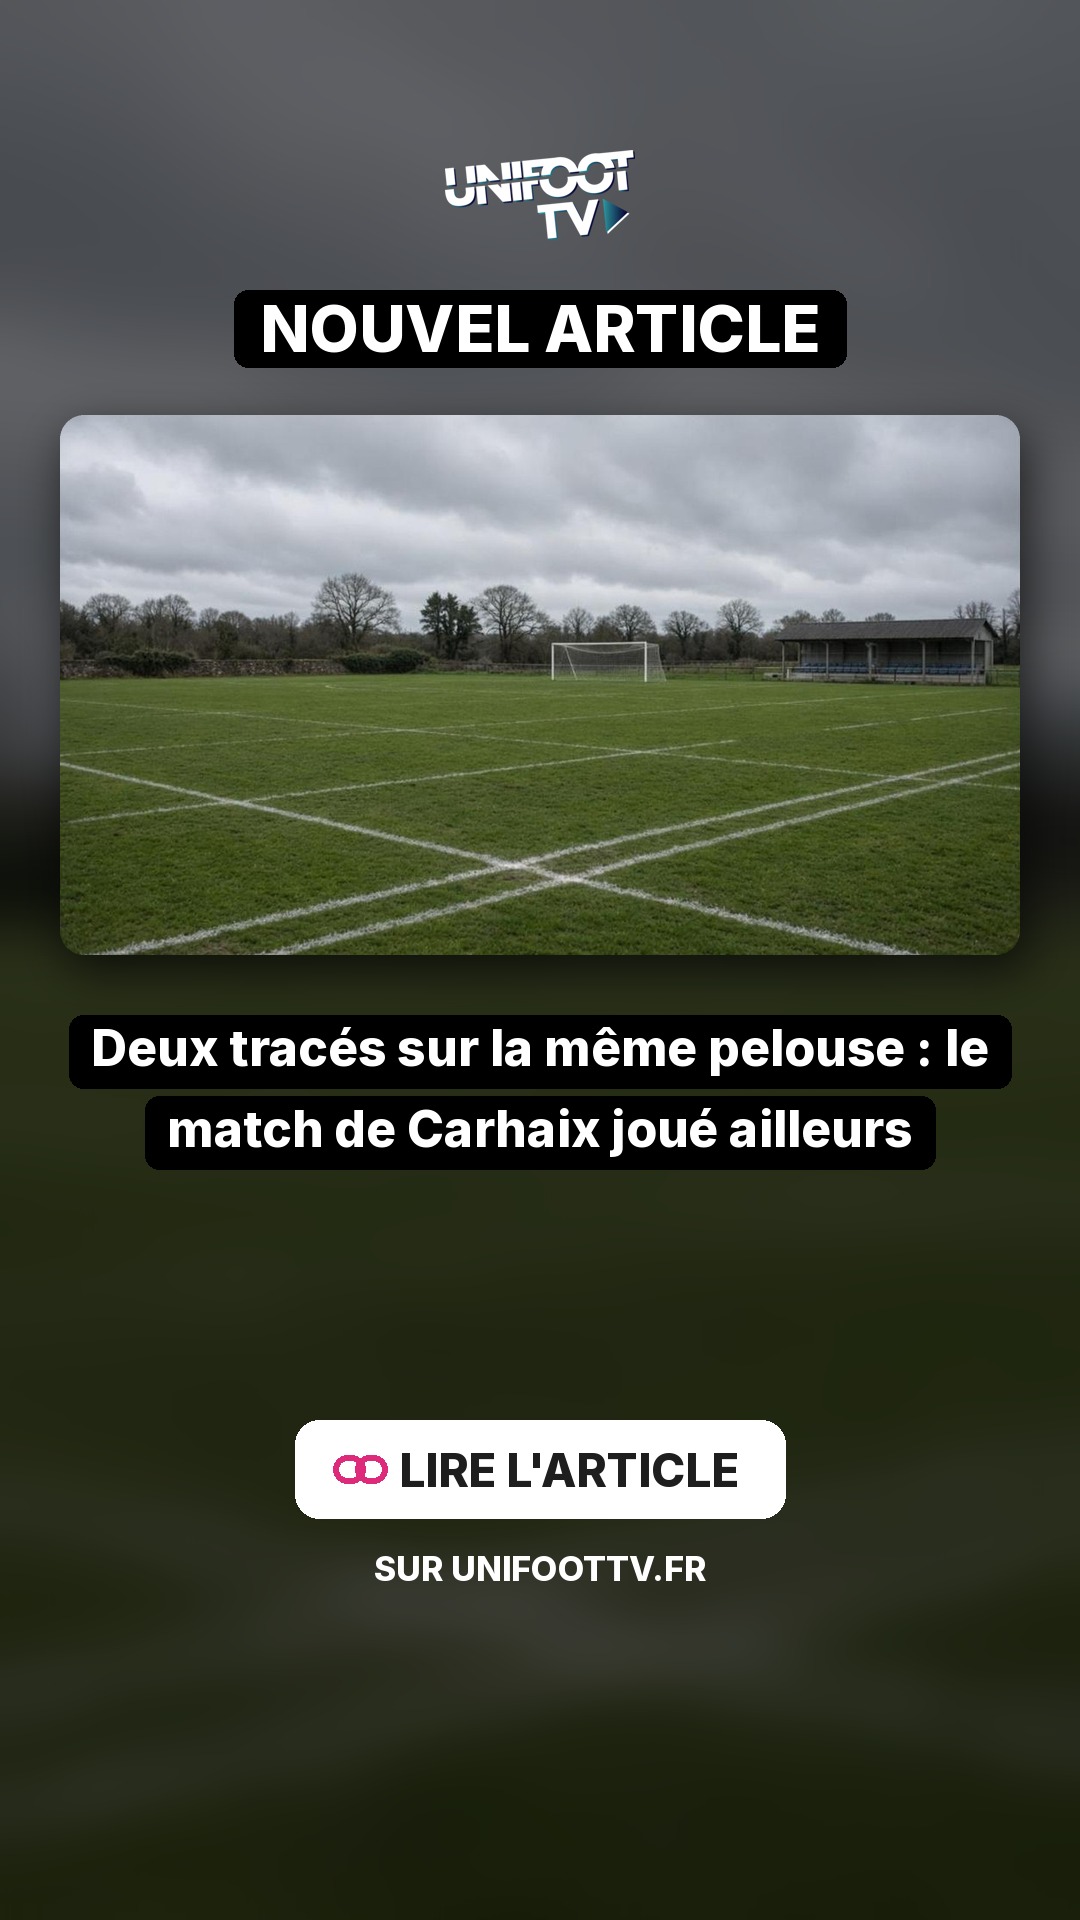 UNIFOOT
TV
NOUVEL ARTICLE
Deux tracés sur la même pelouse : le
match de Carhaix joué ailleurs
LIRE L'ARTICLE
SUR UNIFOOTTV.FR